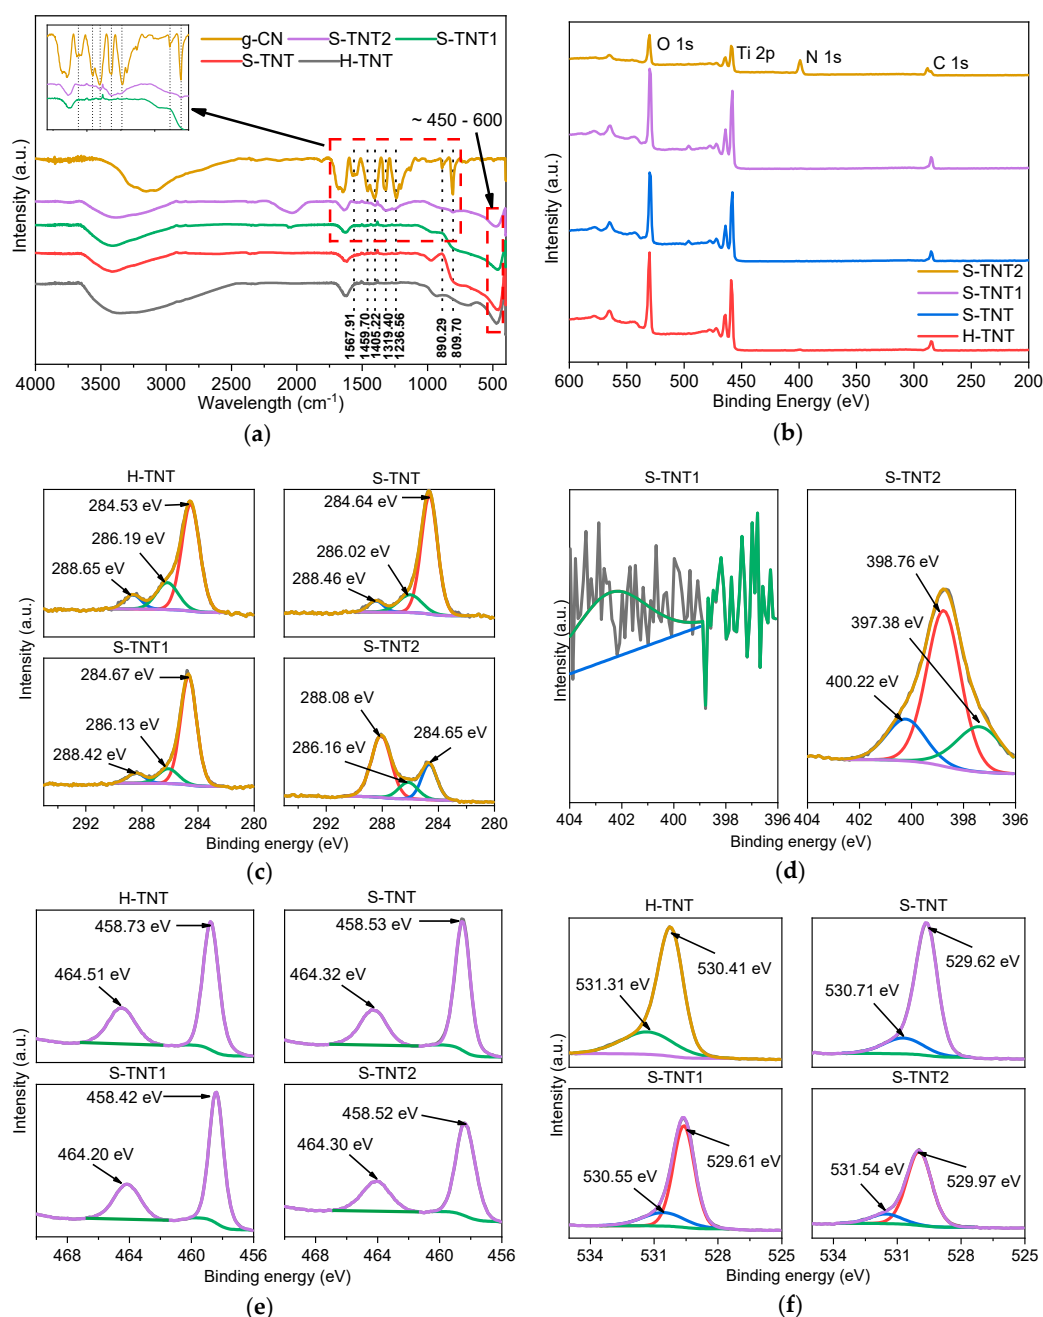 g-CN S-TNT2 S-TNT1
S-TNT H-TNT
~ 450 - 600
Intensity (a.u.)
1567.91
1459.70
1405.22
1319.40
1236.56
890.29
809.70
4000 3500 3000 2500 2000 1500 1000 500
Wavelength (cm⁻¹)
(a)
O 1s
Ti 2p
N 1s
C 1s
Intensity (a.u.)
S-TNT2
S-TNT1
S-TNT
H-TNT
600 550 500 450 400 350 300 250 200
Binding Energy (eV)
(b)
H-TNT
284.53 eV
286.19 eV
288.65 eV
S-TNT
284.64 eV
286.02 eV
288.46 eV
S-TNT1
284.67 eV
286.13 eV
288.42 eV
S-TNT2
288.08 eV
286.16 eV
284.65 eV
Intensity (a.u.)
292 288 284 280
292 288 284 280
Binding energy (eV)
(c)
S-TNT1
S-TNT2
398.76 eV
397.38 eV
400.22 eV
Intensity (a.u.)
404 402 400 398 396
404 402 400 398 396
Binding energy (eV)
(d)
H-TNT
458.73 eV
464.51 eV
S-TNT
458.53 eV
464.32 eV
S-TNT1
458.42 eV
464.20 eV
S-TNT2
458.52 eV
464.30 eV
Intensity (a.u.)
468 464 460 456
468 464 460 456
Binding energy (eV)
(e)
H-TNT
530.41 eV
531.31 eV
S-TNT
529.62 eV
530.71 eV
S-TNT1
529.61 eV
530.55 eV
S-TNT2
531.54 eV
529.97 eV
Intensity (a.u.)
534 531 528 525
534 531 528 525
Binding energy (eV)
(f)